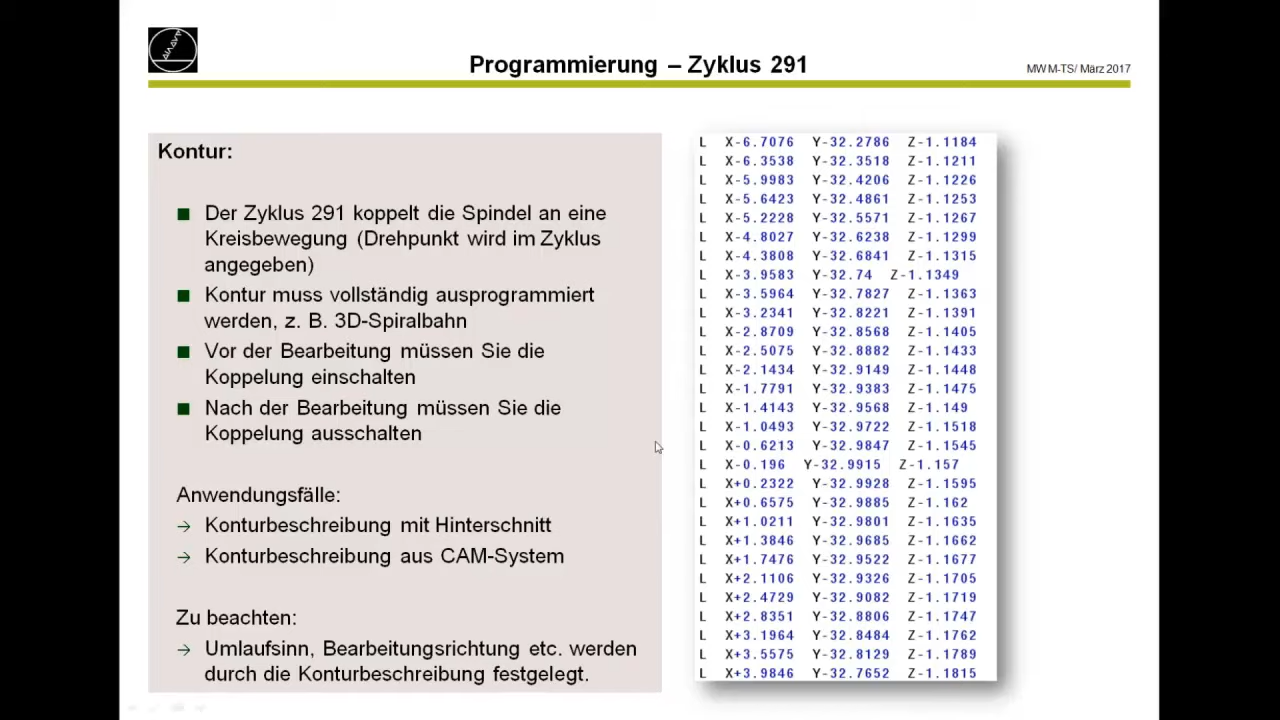 Programmierung – Zyklus 291
MWM-TS/ März 2017
Kontur:
Der Zyklus 291 koppelt die Spindel an eine
Kreisbewegung (Drehpunkt wird im Zyklus
angegeben)
Kontur muss vollständig ausprogrammiert
werden, z. B. 3D-Spiralbahn
Vor der Bearbeitung müssen Sie die
Koppelung einschalten
Nach der Bearbeitung müssen Sie die
Koppelung ausschalten
Anwendungsfälle:
→ Konturbeschreibung mit Hinterschnitt
→ Konturbeschreibung aus CAM-System
Zu beachten:
→ Umlaufsinn, Bearbeitungsrichtung etc. werden
durch die Konturbeschreibung festgelegt.
L X-6.7076 Y-32.2786 Z-1.1184
L X-6.3538 Y-32.3518 Z-1.1211
L X-5.9983 Y-32.4206 Z-1.1226
L X-5.6423 Y-32.4861 Z-1.1253
L X-5.2228 Y-32.5571 Z-1.1267
L X-4.8027 Y-32.6238 Z-1.1299
L X-4.3808 Y-32.6841 Z-1.1315
L X-3.9583 Y-32.74 Z-1.1349
L X-3.5964 Y-32.7827 Z-1.1363
L X-3.2341 Y-32.8221 Z-1.1391
L X-2.8709 Y-32.8568 Z-1.1405
L X-2.5075 Y-32.8882 Z-1.1433
L X-2.1434 Y-32.9149 Z-1.1448
L X-1.7791 Y-32.9383 Z-1.1475
L X-1.4143 Y-32.9568 Z-1.149
L X-1.0493 Y-32.9722 Z-1.1518
L X-0.6213 Y-32.9847 Z-1.1545
L X-0.196 Y-32.9915 Z-1.157
L X+0.2322 Y-32.9928 Z-1.1595
L X+0.6575 Y-32.9885 Z-1.162
L X+1.0211 Y-32.9801 Z-1.1635
L X+1.3846 Y-32.9685 Z-1.1662
L X+1.7476 Y-32.9522 Z-1.1677
L X+2.1106 Y-32.9326 Z-1.1705
L X+2.4729 Y-32.9082 Z-1.1719
L X+2.8351 Y-32.8806 Z-1.1747
L X+3.1964 Y-32.8484 Z-1.1762
L X+3.5575 Y-32.8129 Z-1.1789
L X+3.9846 Y-32.7652 Z-1.1815